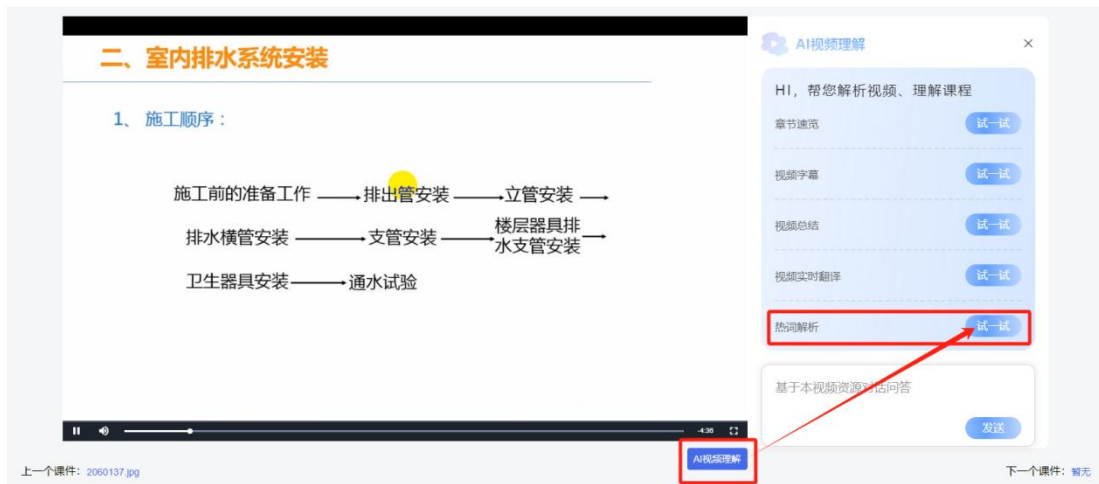 二、室内排水系统安装
1、 施工顺序：
施工前的准备工作 ⟶ 排出管安装 ⟶ 立管安装 ⟶
排水横管安装 ⟶ 支管安装 ⟶ 楼层器具排
水支管安装 ⟶
卫生器具安装 ⟶ 通水试验
-4:36
AI视频理解
上一个课件：2060137.jpg
AI视频理解
×
HI，帮您解析视频、理解课程
章节速览 试一试
视频字幕 试一试
视频总结 试一试
视频实时翻译 试一试
热词解析 试一试
基于本视频资源对话问答
发送
下一个课件：暂无